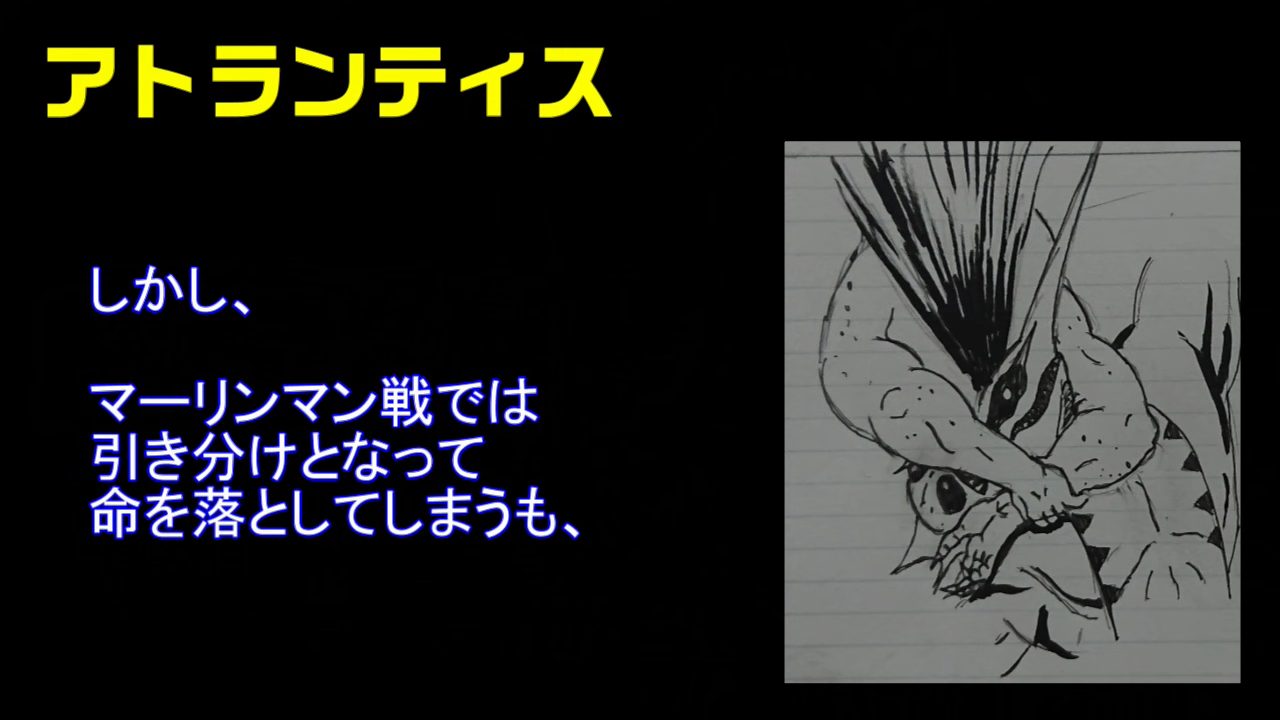 アトランティス
しかし、
マーリンマン戦では
引き分けとなって
命を落としてしまうも、